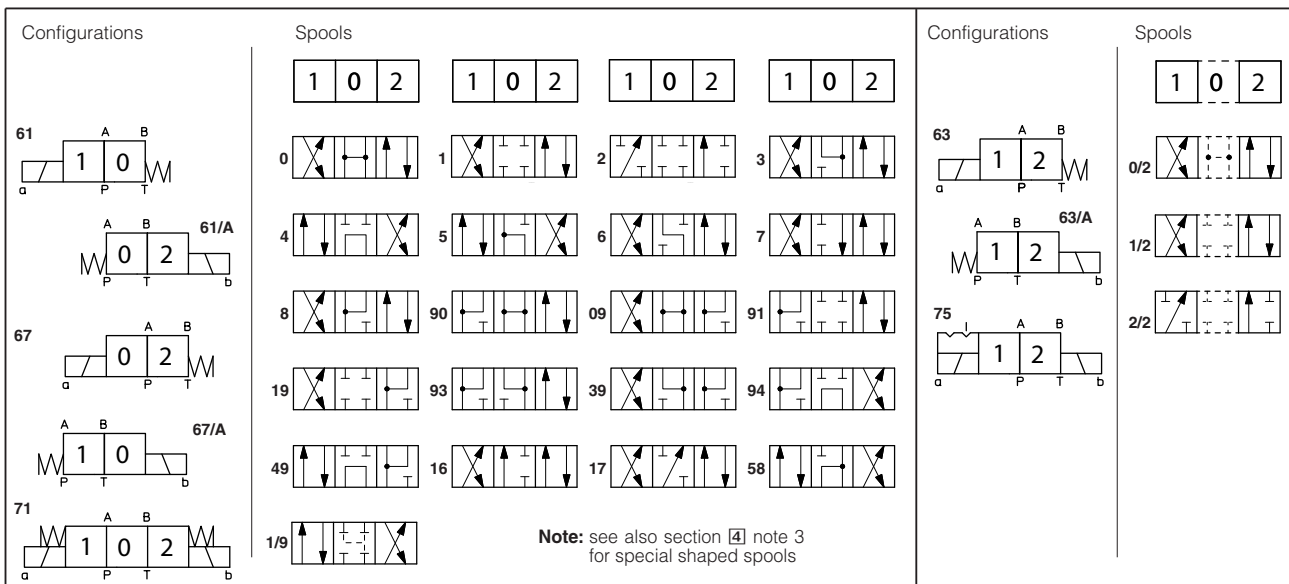 Configurations Spools Configurations Spools
1 0 2 1 0 2 1 0 2 1 0 2 1 0 2
61 A B 1 0 a P T
0 1 2 3
63 A B 1 2 a P T
0/2
61/A A B 0 2 P T b
4 5 6 7
63/A A B 1 2 P T b
1/2
67 A B 0 2 a P T
8 90 09 91
75 A B 1 2 a P T b
2/2
67/A A B 1 0 P T b
19 93 39 94
49 16 17 58
71 A B 1 0 2 a P T b
1/9
Note: see also section 4 note 3
for special shaped spools